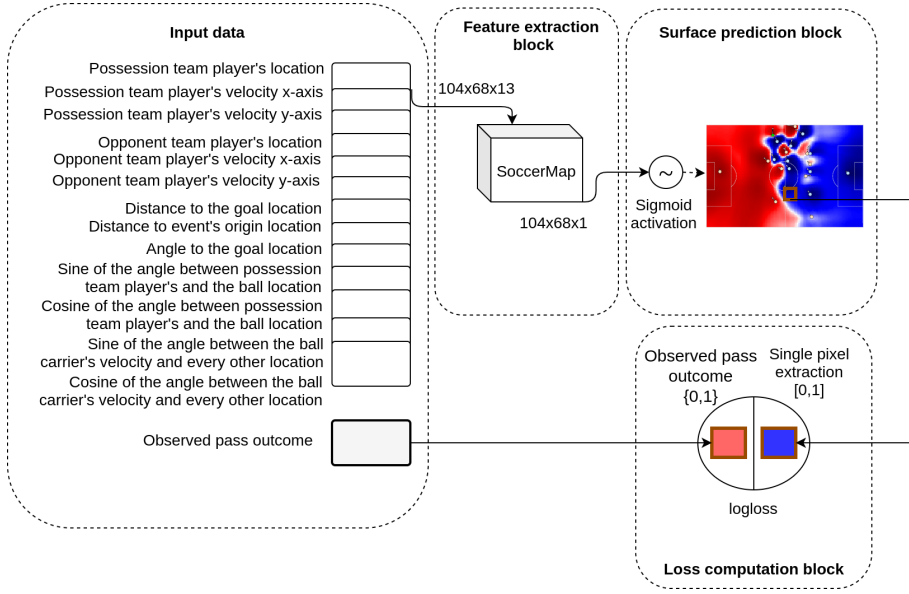 Input data
Possession team player's location
Possession team player's velocity x-axis
Possession team player's velocity y-axis
Opponent team player's location
Opponent team player's velocity x-axis
Opponent team player's velocity y-axis
Distance to the goal location
Distance to event's origin location
Angle to the goal location
Sine of the angle between possession
team player's and the ball location
Cosine of the angle between possession
team player's and the ball location
Sine of the angle between the ball
carrier's velocity and every other location
Cosine of the angle between the ball
carrier's velocity and every other location
Observed pass outcome
Feature extraction
block
104x68x13
SoccerMap
104x68x1
Surface prediction block
~
Sigmoid
activation
Observed pass
outcome
{0,1}
Single pixel
extraction
[0,1]
logloss
Loss computation block